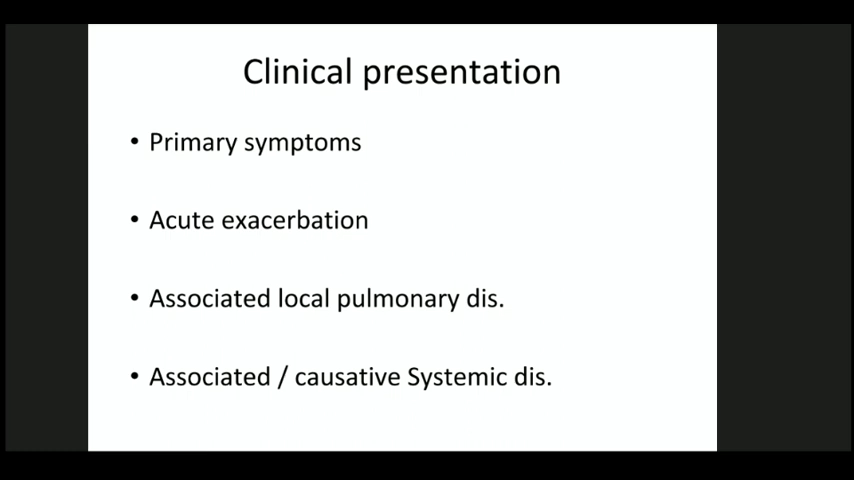 Clinical presentation
• Primary symptoms
• Acute exacerbation
• Associated local pulmonary dis.
• Associated / causative Systemic dis.